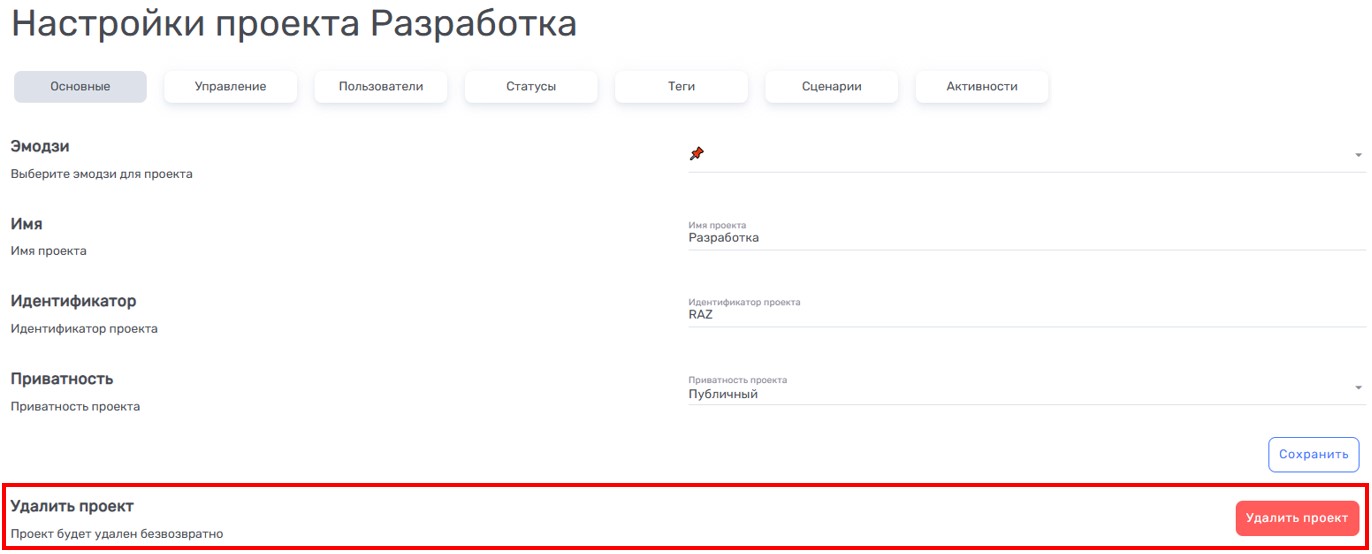 Настройки проекта Разработка
Основные Управление Пользователи Статусы Теги Сценарии Активности
Эмодзи
Выберите эмодзи для проекта
Имя
Имя проекта
Имя проекта
Разработка
Идентификатор
Идентификатор проекта
Идентификатор проекта
RAZ
Приватность
Приватность проекта
Приватность проекта
Публичный
Сохранить
Удалить проект
Проект будет удален безвозвратно
Удалить проект